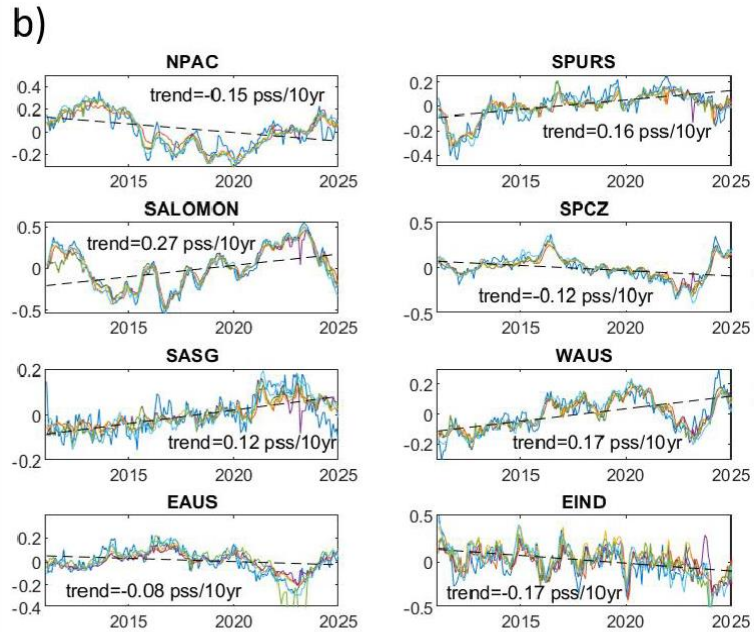 b)
NPAC
0.4
0.2
0
-0.2
trend=-0.15 pss/10yr
2015 2020 2025
SPURS
0.2
0
-0.2
-0.4
trend=0.16 pss/10yr
2015 2020 2025
SALOMON
0.5
0
-0.5
trend=0.27 pss/10yr
2015 2020 2025
SPCZ
0.5
0
-0.5
trend=-0.12 pss/10yr
2015 2020 2025
SASG
0.2
0
-0.2
trend=0.12 pss/10yr
2015 2020 2025
WAUS
0.2
0
-0.2
trend=0.17 pss/10yr
2015 2020 2025
EAUS
0.2
0
-0.2
-0.4
trend=-0.08 pss/10yr
2015 2020 2025
EIND
0.5
0
-0.5
trend=-0.17 pss/10yr
2015 2020 2025